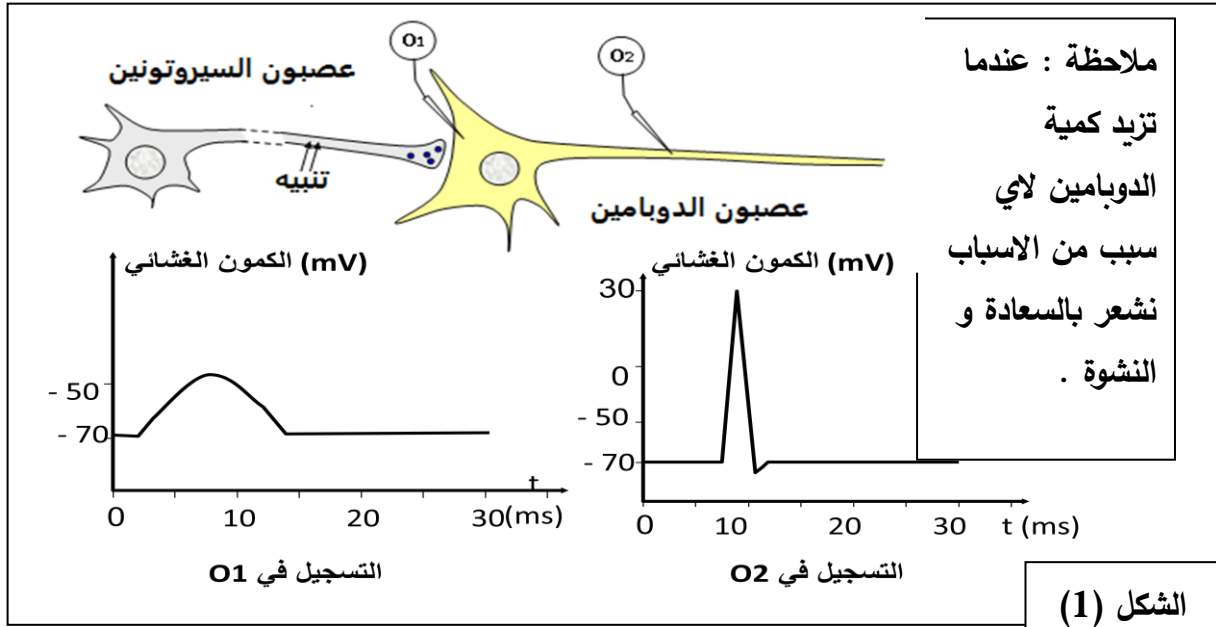 O1
O2
عصبون السيروتونين
تنبيه
عصبون الدوبامين
ملاحظة : عندما
تزيد كمية
الدوبامين لاي
سبب من الاسباب
نشعر بالسعادة و
النشوة .
الكمون الغشائي (mV)
- 50
- 70
0
10
20
30(ms)
t
التسجيل في O1
الكمون الغشائي (mV)
30
0
- 50
- 70
0
10
20
30
t (ms)
التسجيل في O2
الشكل (1)